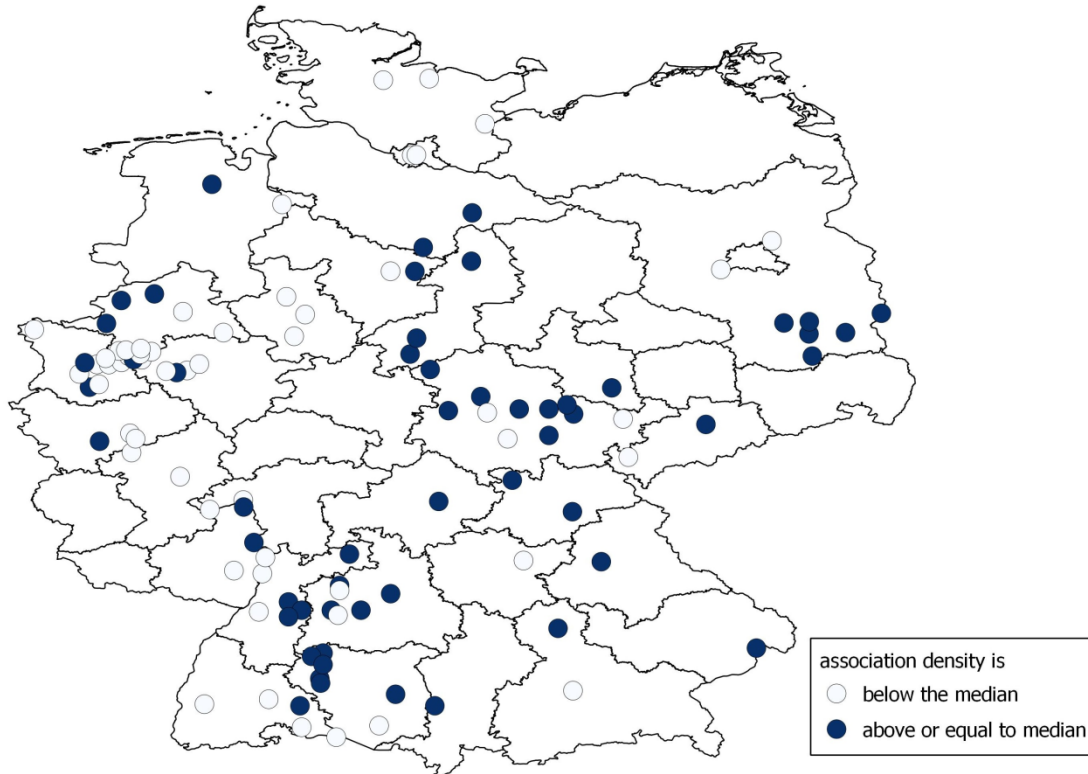 association density is
below the median
above or equal to median